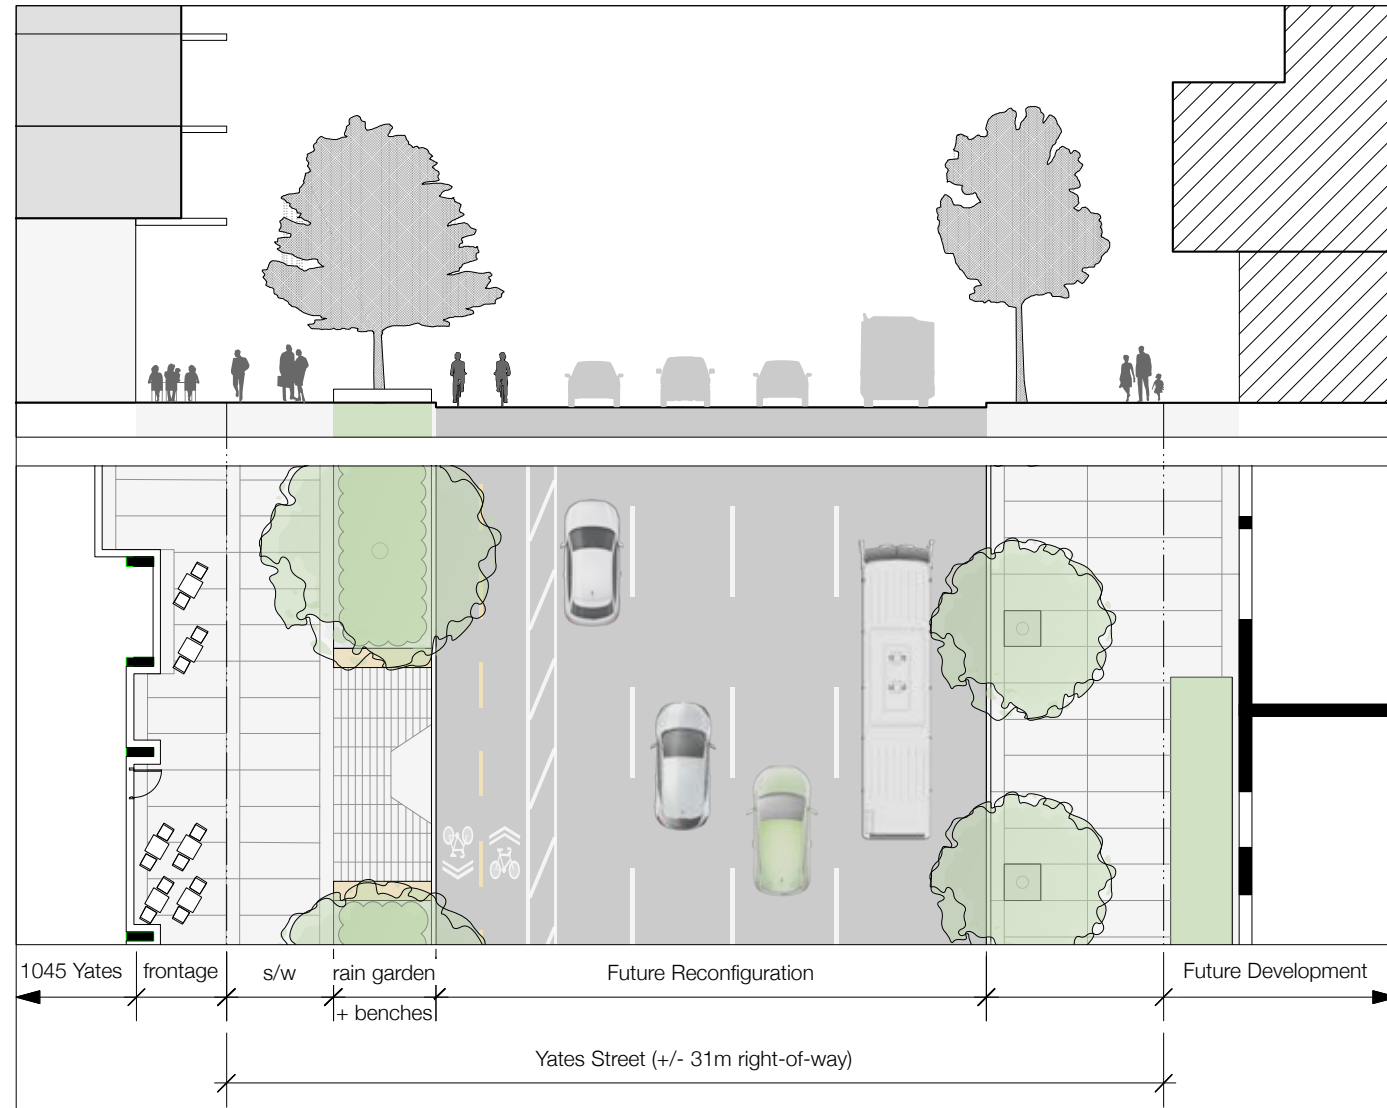 1045 Yates
frontage
s/w
rain garden
+ benches
Future Reconfiguration
Future Development
Yates Street (+/- 31m right-of-way)